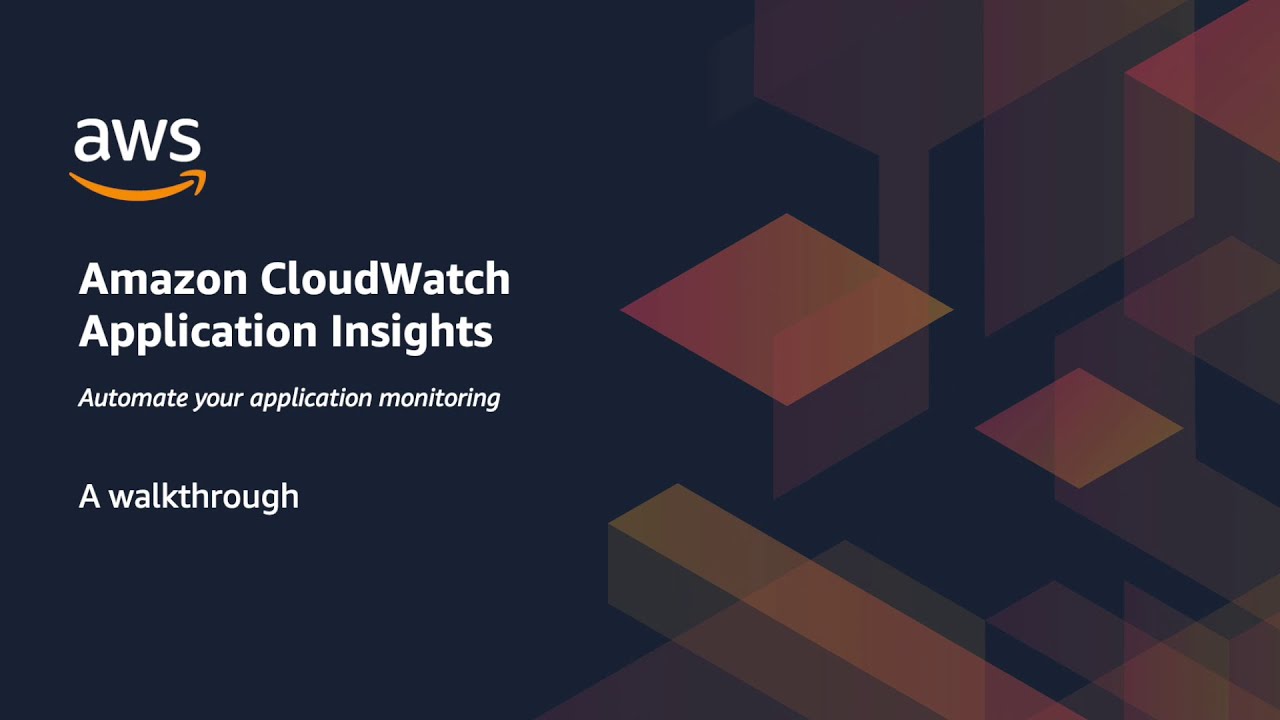 aws
Amazon CloudWatch
Application Insights
Automate your application monitoring
A walkthrough